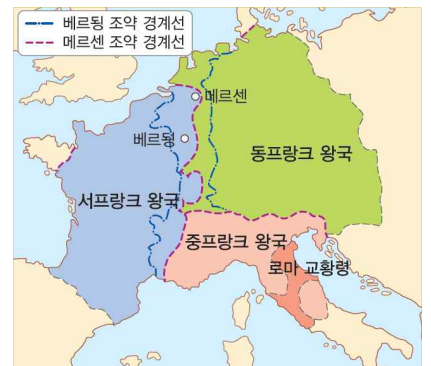 베르됭 조약 경계선
메르센 조약 경계선
메르센
베르됭
동프랑크 왕국
서프랑크 왕국
중프랑크 왕국
로마 교황령